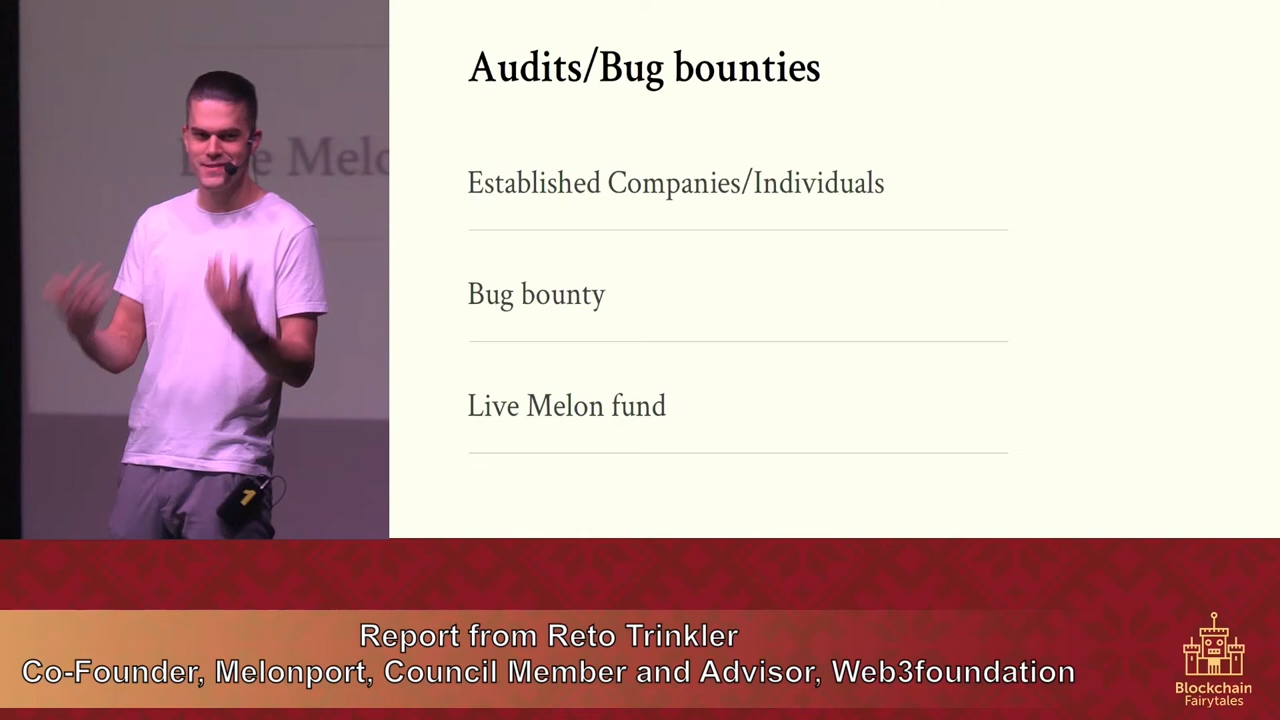 Audits/Bug bounties
Established Companies/Individuals
Bug bounty
Live Melon fund
1
Report from Reto Trinkler
Co-Founder, Melonport, Council Member and Advisor, Web3foundation
Blockchain
Fairytales